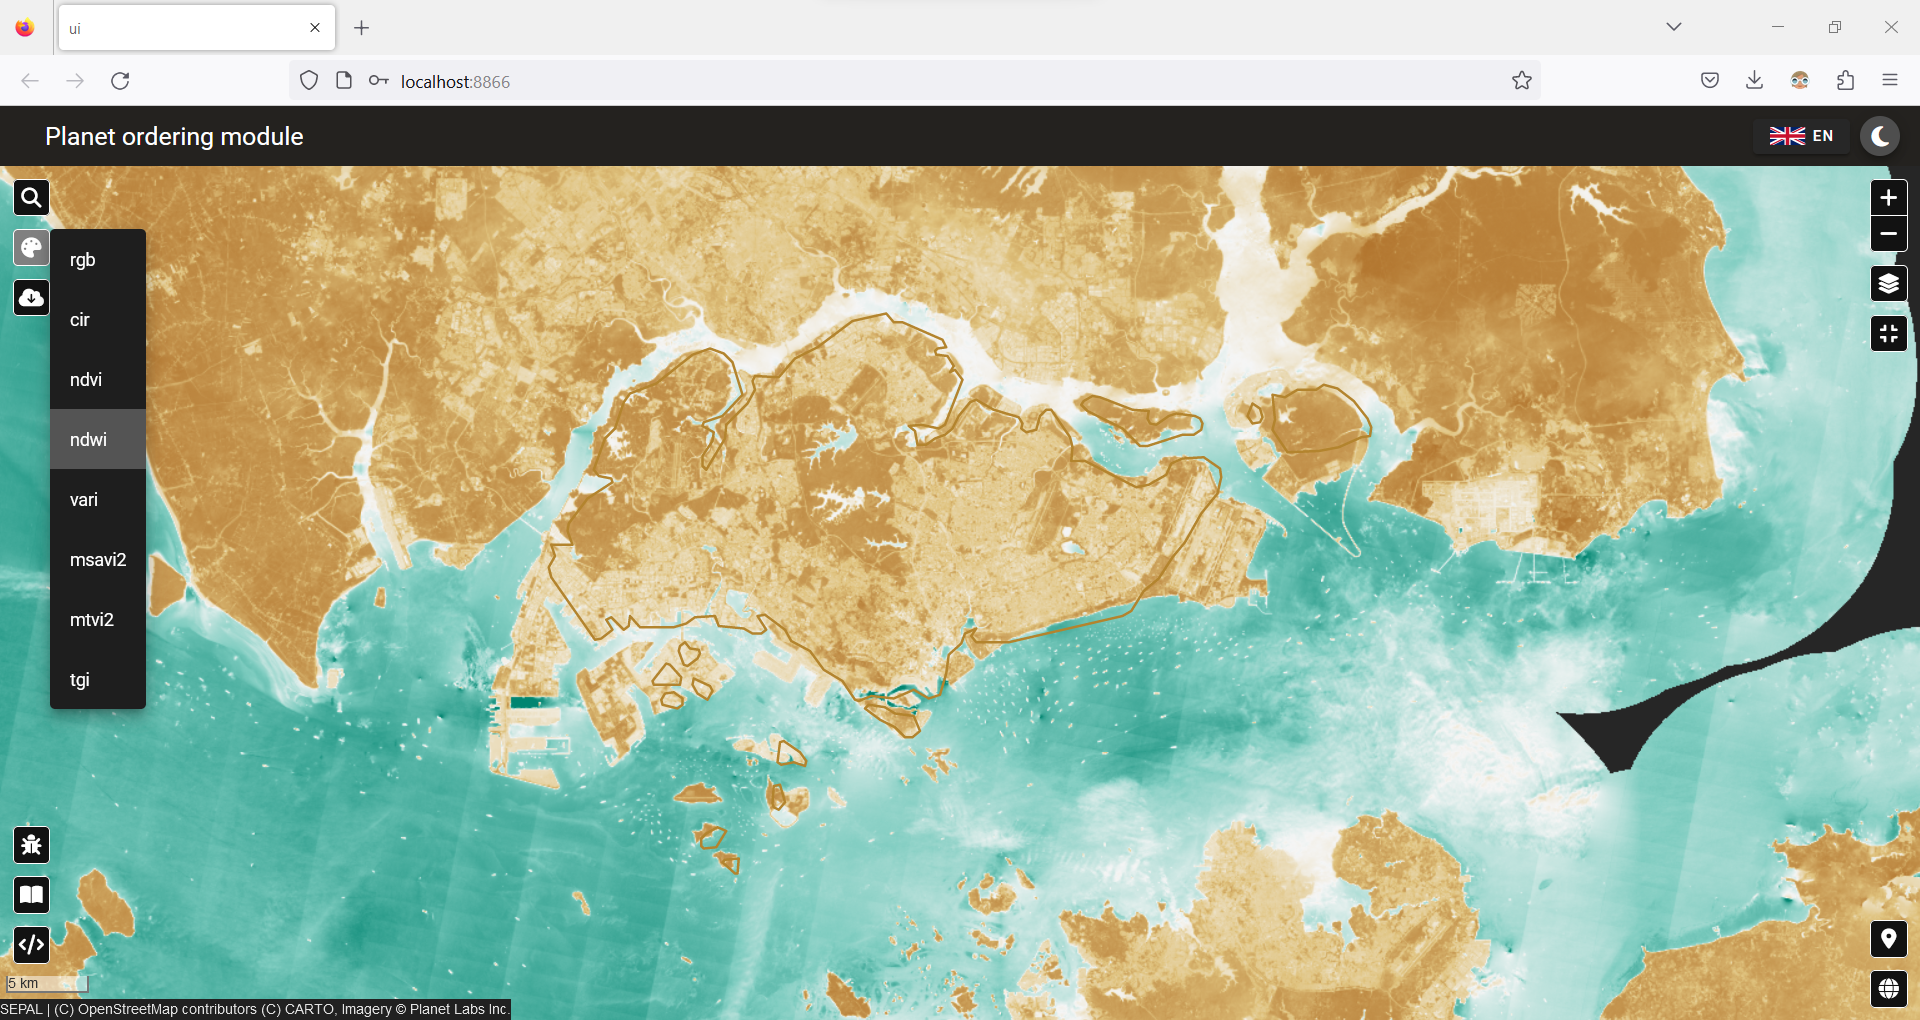 ui
localhost:8866
Planet ordering module
EN
rgb
cir
ndvi
ndwi
vari
msavi2
mtvi2
tgi
5 km
SEPAL | (C) OpenStreetMap contributors (C) CARTO, Imagery © Planet Labs Inc.